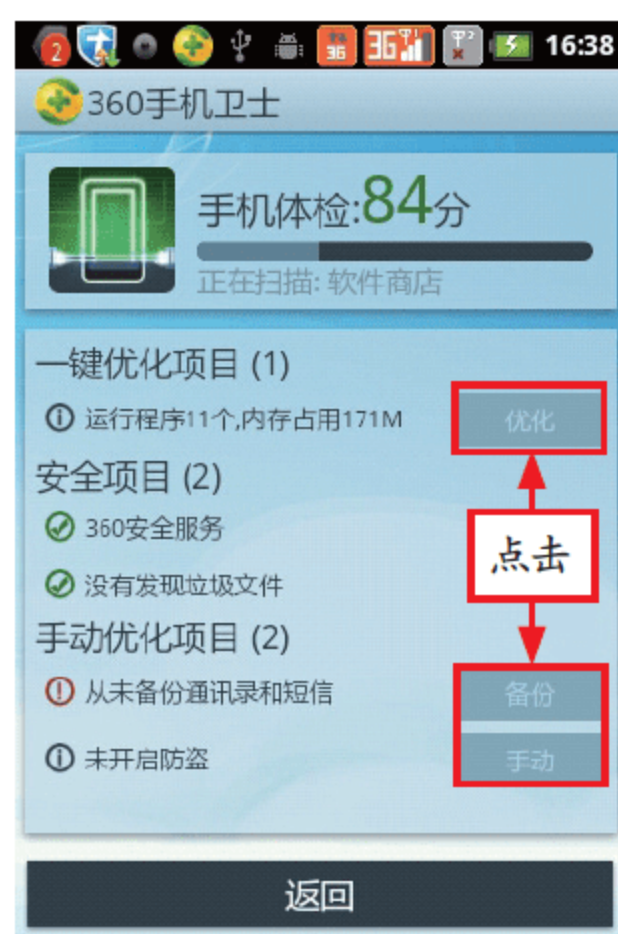 2 3G 3G 2 16:38
360手机卫士
手机体检:84分
正在扫描: 软件商店
一键优化项目 (1)
运行程序11个,内存占用171M 优化
安全项目 (2)
360安全服务
点击
没有发现垃圾文件
手动优化项目 (2)
从未备份通讯录和短信 备份
未开启防盗 手动
返回